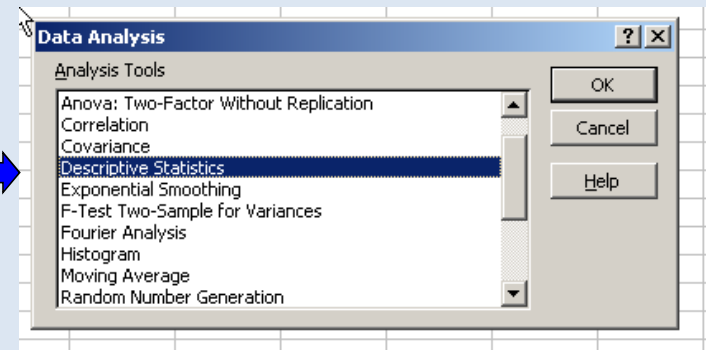 Data Analysis
Analysis Tools
Anova: Two-Factor Without Replication
Correlation
Covariance
Descriptive Statistics
Exponential Smoothing
F-Test Two-Sample for Variances
Fourier Analysis
Histogram
Moving Average
Random Number Generation
OK
Cancel
Help